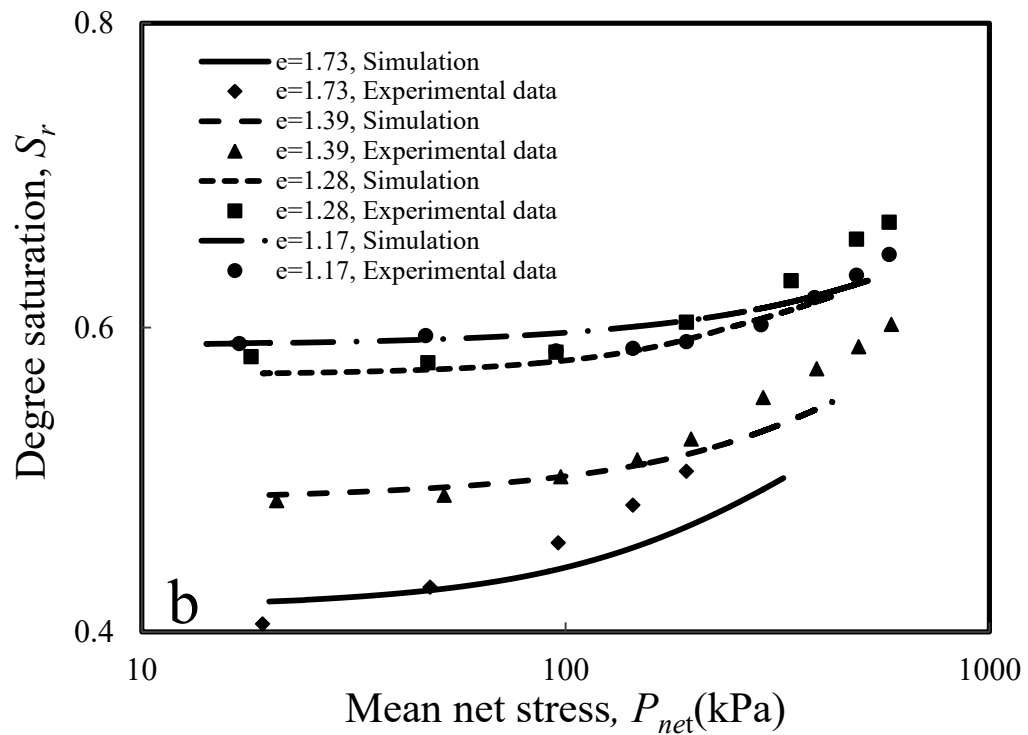 0.8
e=1.73, Simulation
e=1.73, Experimental data
e=1.39, Simulation
e=1.39, Experimental data
e=1.28, Simulation
e=1.28, Experimental data
e=1.17, Simulation
e=1.17, Experimental data
Degree saturation, Sr
0.6
b
0.4
10
100
1000
Mean net stress, Pnet(kPa)